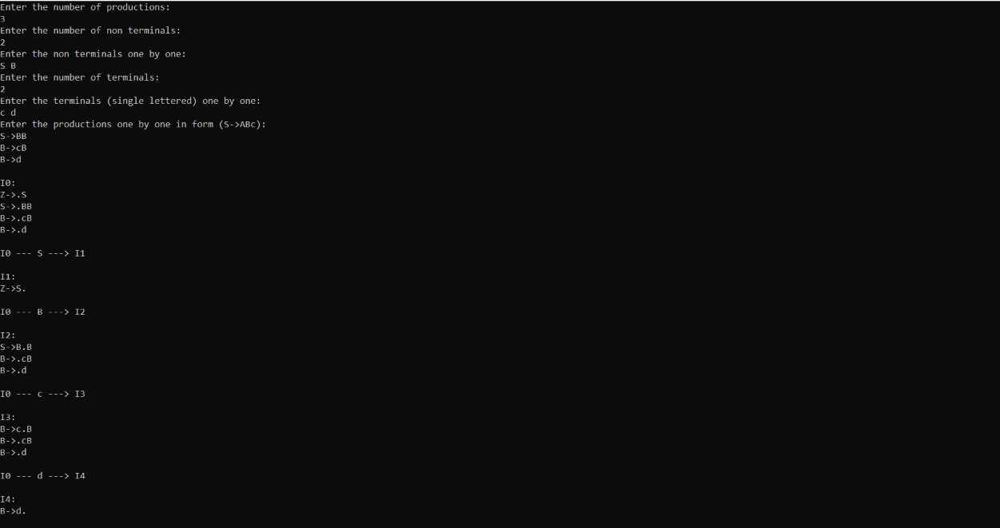 Enter the number of productions:
3
Enter the number of non terminals:
2
Enter the non terminals one by one:
S B
Enter the number of terminals:
2
Enter the terminals (single lettered) one by one:
c d
Enter the productions one by one in form (S->ABc):
S->BB
B->cB
B->d
I0:
Z->.S
S->.BB
B->.cB
B->.d
I0 --- S ---> I1
I1:
Z->S.
I0 --- B ---> I2
I2:
S->B.B
B->.cB
B->.d
I0 --- c ---> I3
I3:
B->c.B
B->.cB
B->.d
I0 --- d ---> I4
I4:
B->d.